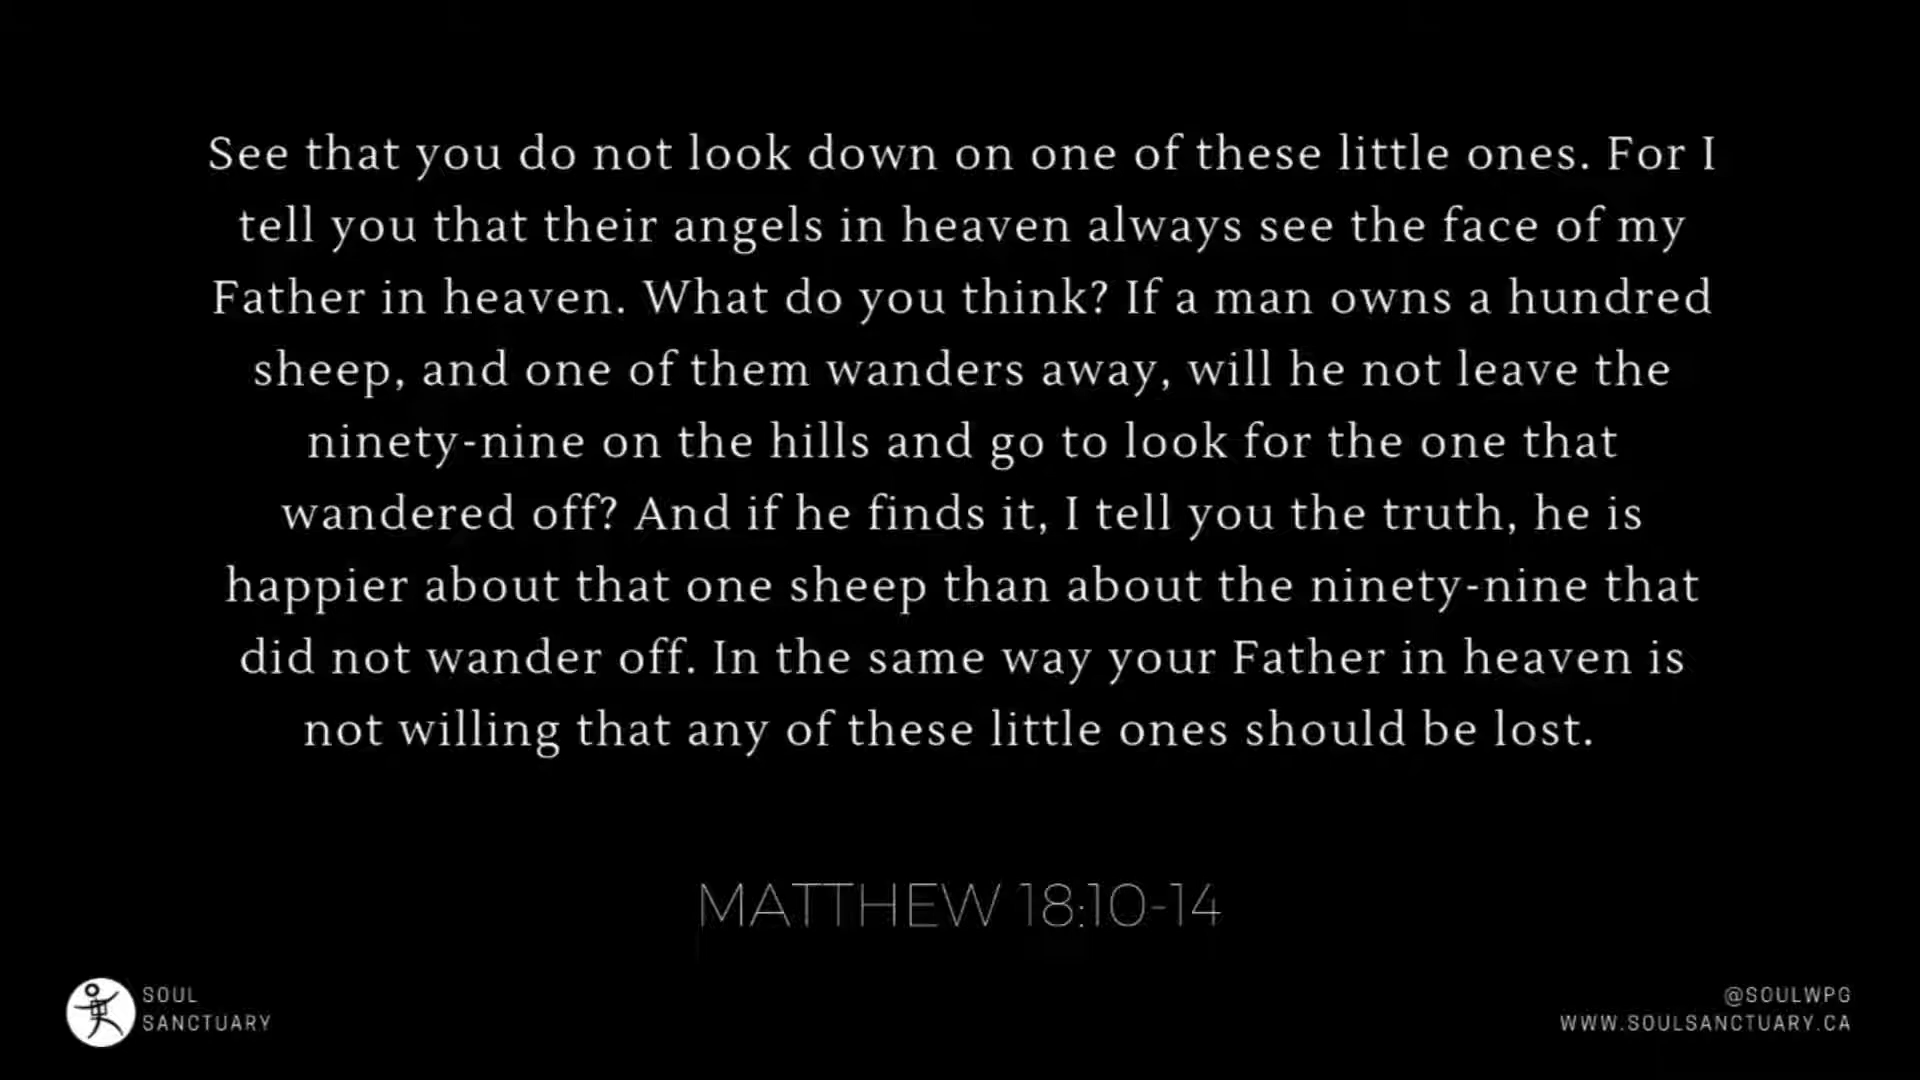 See that you do not look down on one of these little ones. For I
tell you that their angels in heaven always see the face of my
Father in heaven. What do you think? If a man owns a hundred
sheep, and one of them wanders away, will he not leave the
ninety-nine on the hills and go to look for the one that
wandered off? And if he finds it, I tell you the truth, he is
happier about that one sheep than about the ninety-nine that
did not wander off. In the same way your Father in heaven is
not willing that any of these little ones should be lost.
MATTHEW 18:10-14
SOUL
SANCTUARY
@SOULWPG
WWW.SOULSANCTUARY.CA